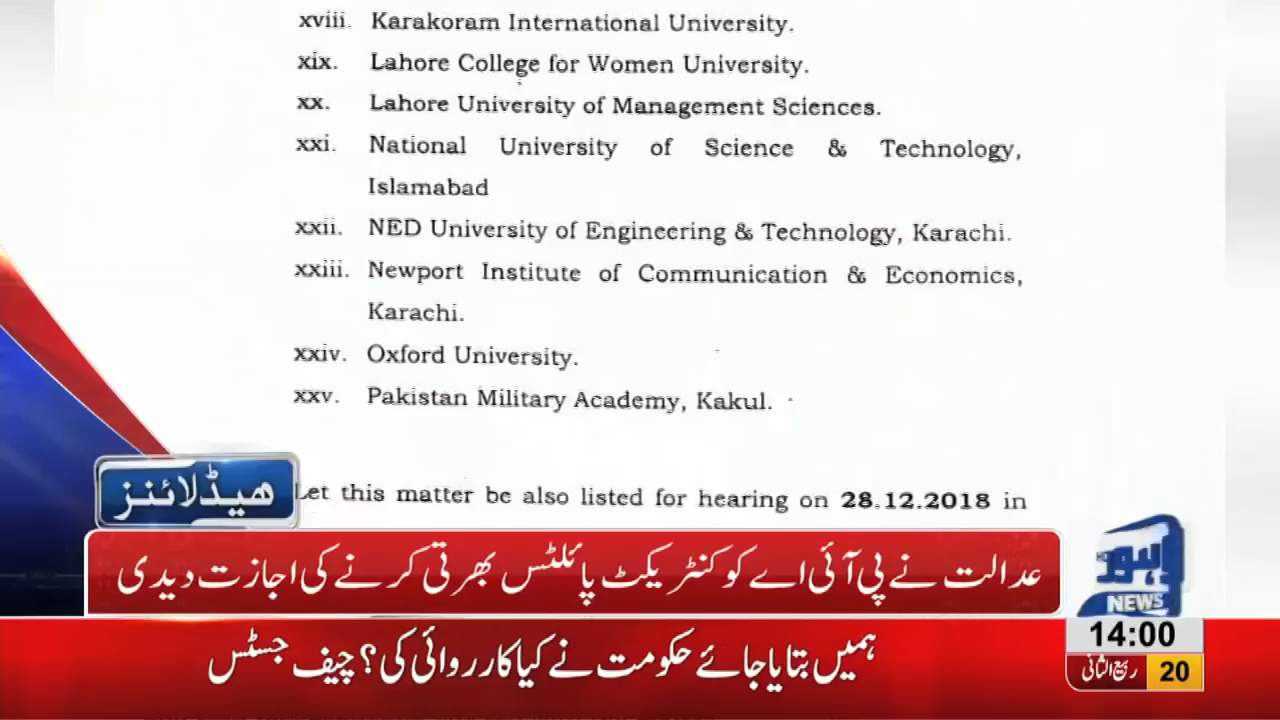 xviii. Karakoram International University.
xix. Lahore College for Women University.
xx. Lahore University of Management Sciences.
xxi. National University of Science & Technology,
Islamabad
xxii. NED University of Engineering & Technology, Karachi.
xxiii. Newport Institute of Communication & Economics,
Karachi.
xxiv. Oxford University.
xxv. Pakistan Military Academy, Kakul.
Let this matter be also listed for hearing on 28.12.2018 in
ہیڈلائنز
عدالت نے پی آئی اے کو کنٹریکٹ پائلٹس بھرتی کرنے کی اجازت دیدی
ہمیں بتایا جائے حکومت نے کیا کارروائی کی؟ چیف جسٹس
لاہور
HD
NEWS
14:00
ربیع الثانی 20